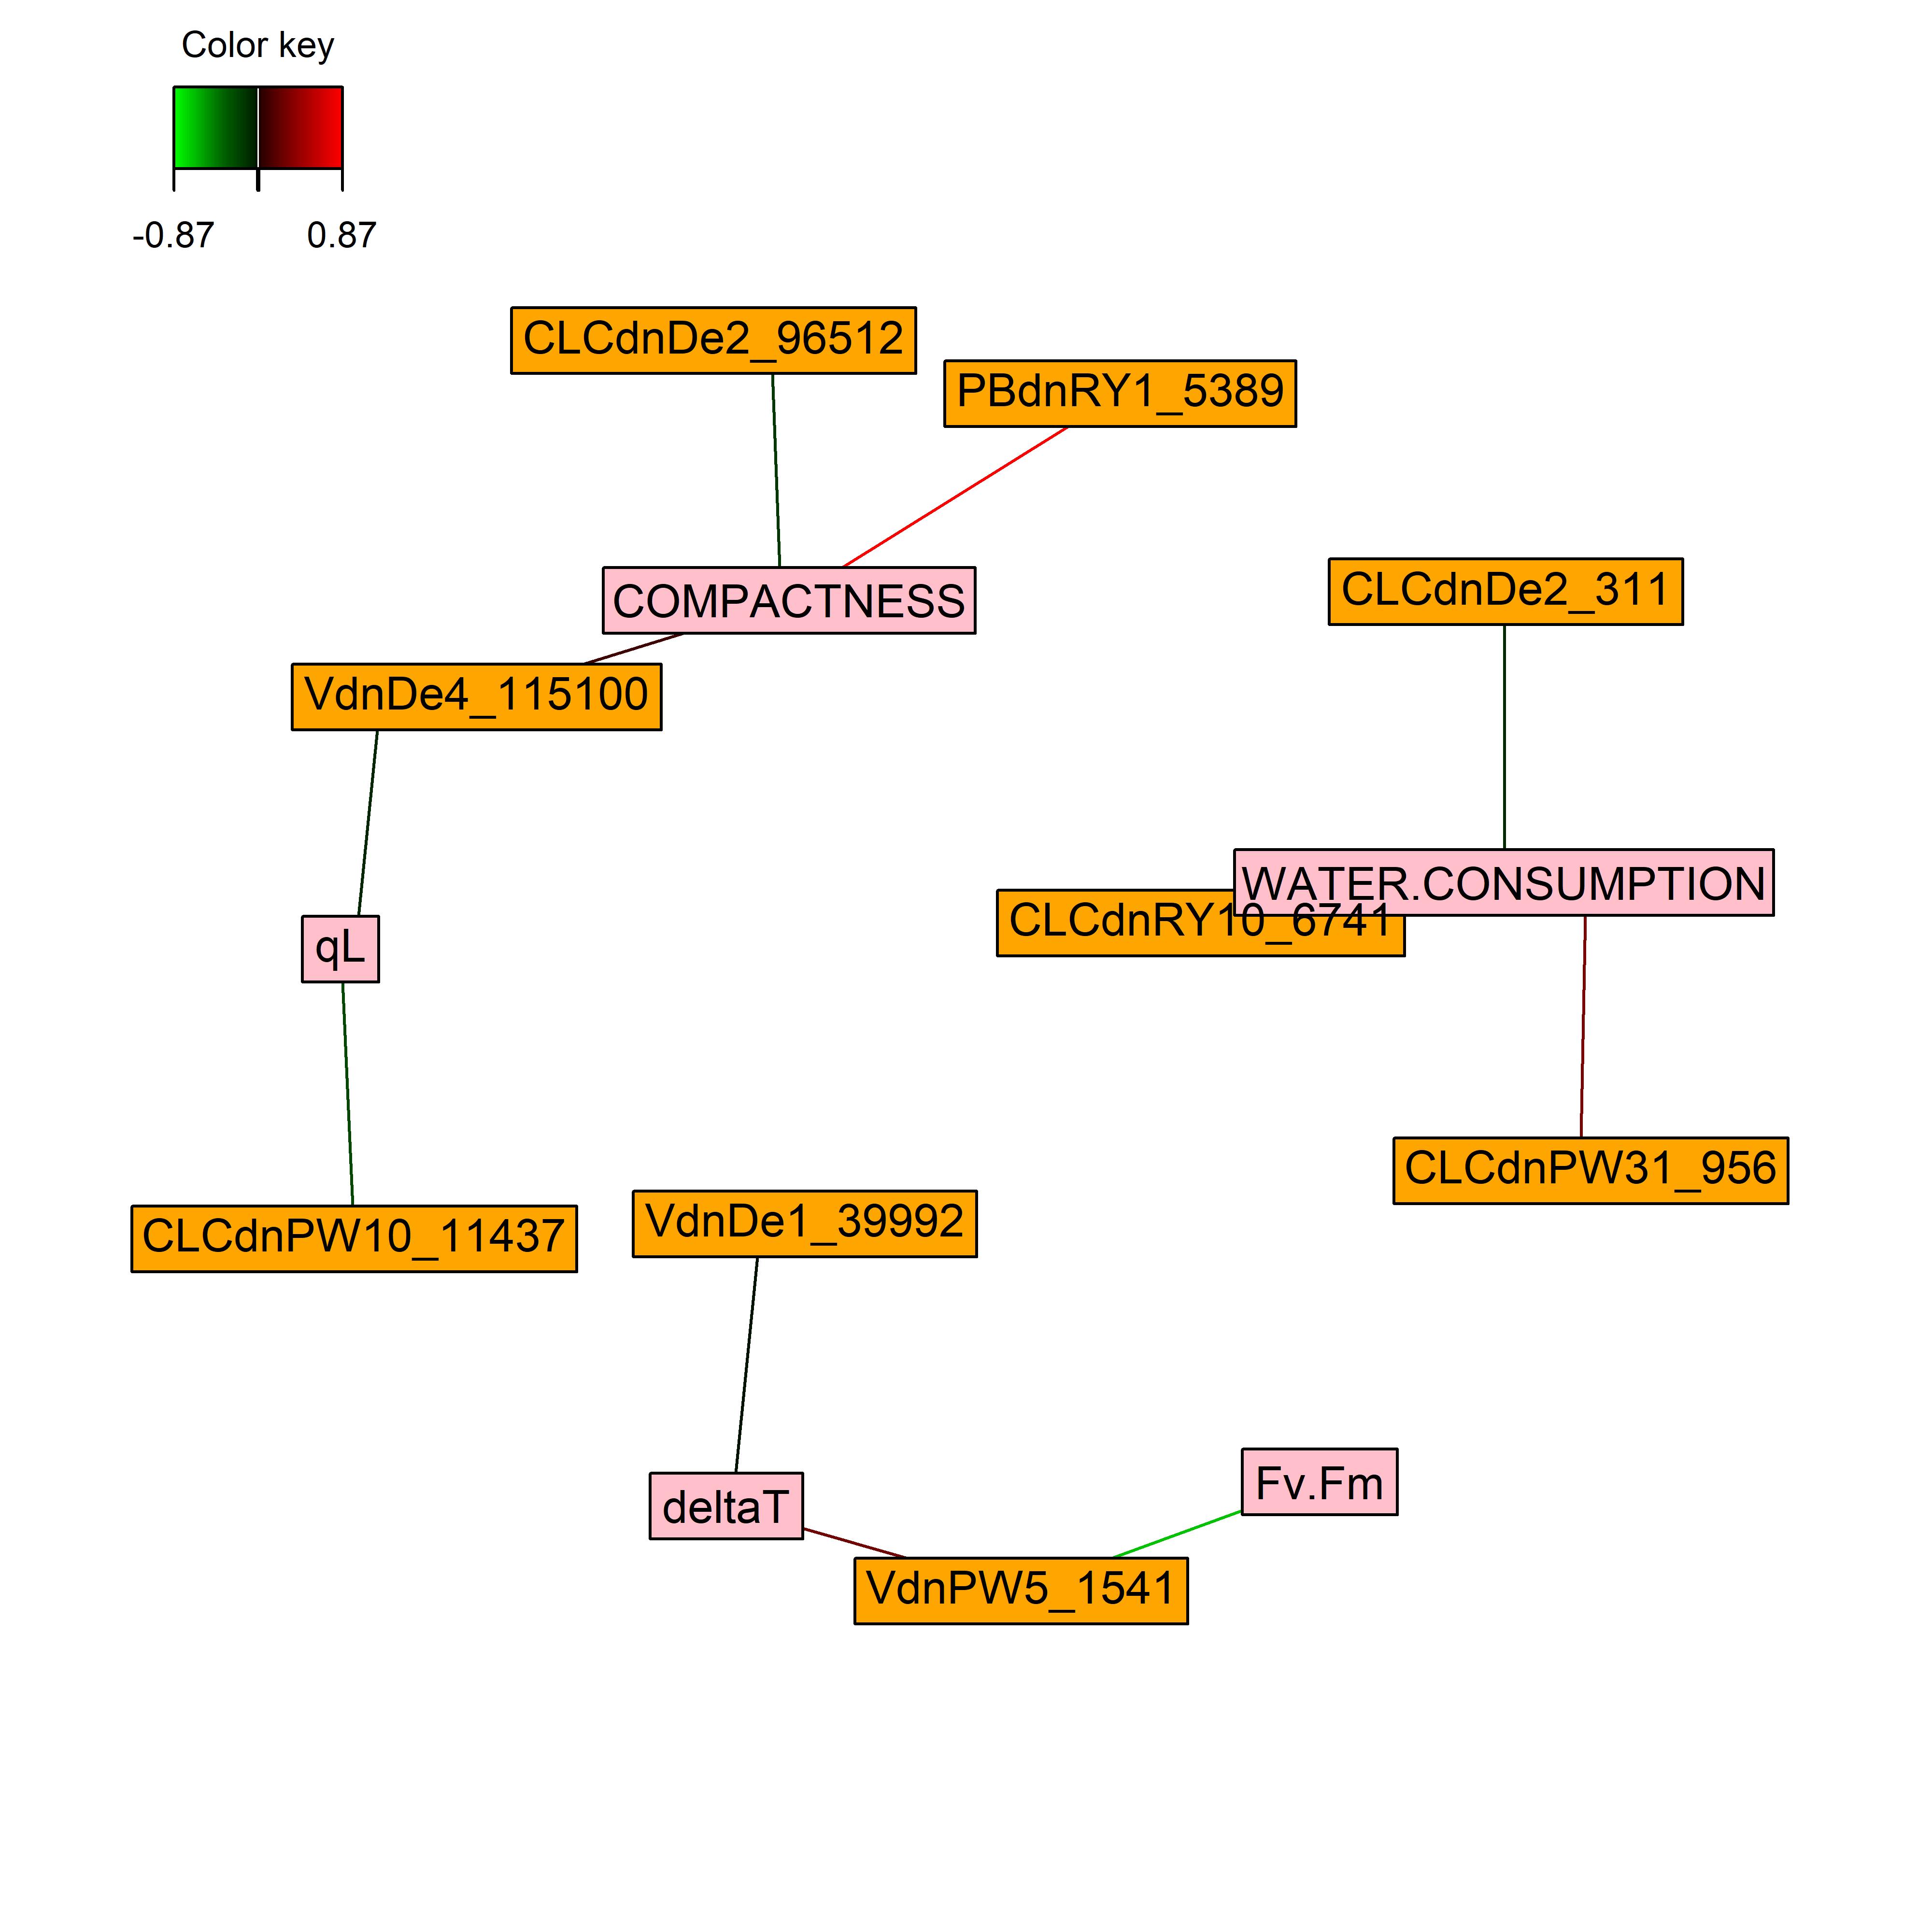 Color key
-0.87 0.87
CLCdnDe2_96512
PBdnRY1_5389
COMPACTNESS
CLCdnDe2_311
VdnDe4_115100
WATER.CONSUMPTION
CLCdnRY10_6741
qL
CLCdnPW31_956
CLCdnPW10_11437
VdnDe1_39992
Fv.Fm
deltaT
VdnPW5_1541